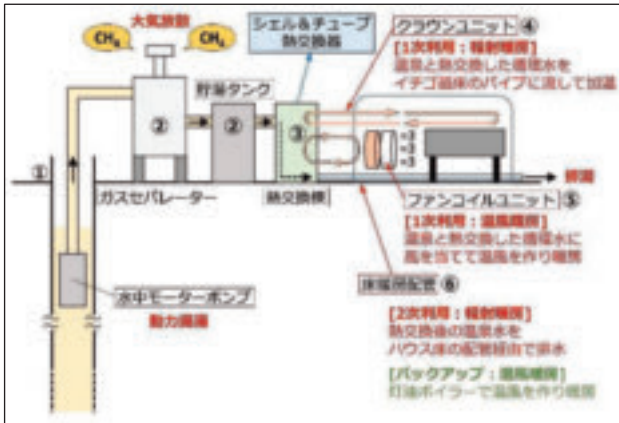 大気放散
CH₄
CH₄
シェル&チューブ
熱交換器
クラウンユニット ④
[1次利用:輻射暖房]
温泉と熱交換した循環水を
イチゴ温床のパイプに流して加温
貯湯タンク
②
②
③
×3
×3
×3
①
ガスセパレーター
熱交換槽
排湯
ファンコイルユニット ⑤
[1次利用:温風暖房]
温泉と熱交換した循環水に
風を当てて温風を作り暖房
水中モーターポンプ
動力揚湯
床暖房配管 ⑥
[2次利用:輻射暖房]
熱交換後の温泉水を
ハウス床の配管経由で排水
[バックアップ:温風暖房]
灯油ボイラーで温風を作り暖房